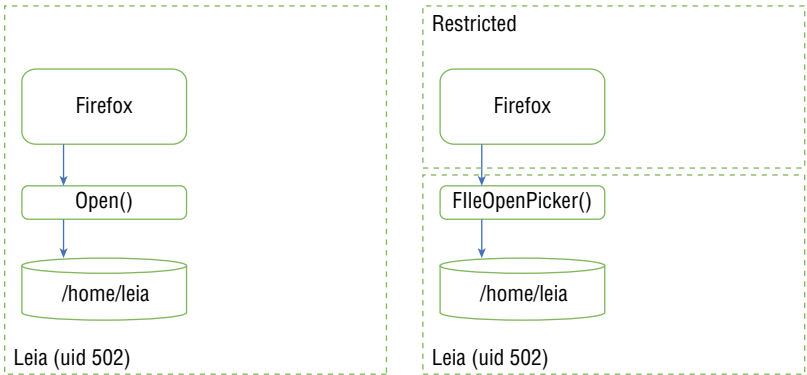 Firefox
Open()
/home/leia
Leia (uid 502)
Restricted
Firefox
FIleOpenPicker()
/home/leia
Leia (uid 502)